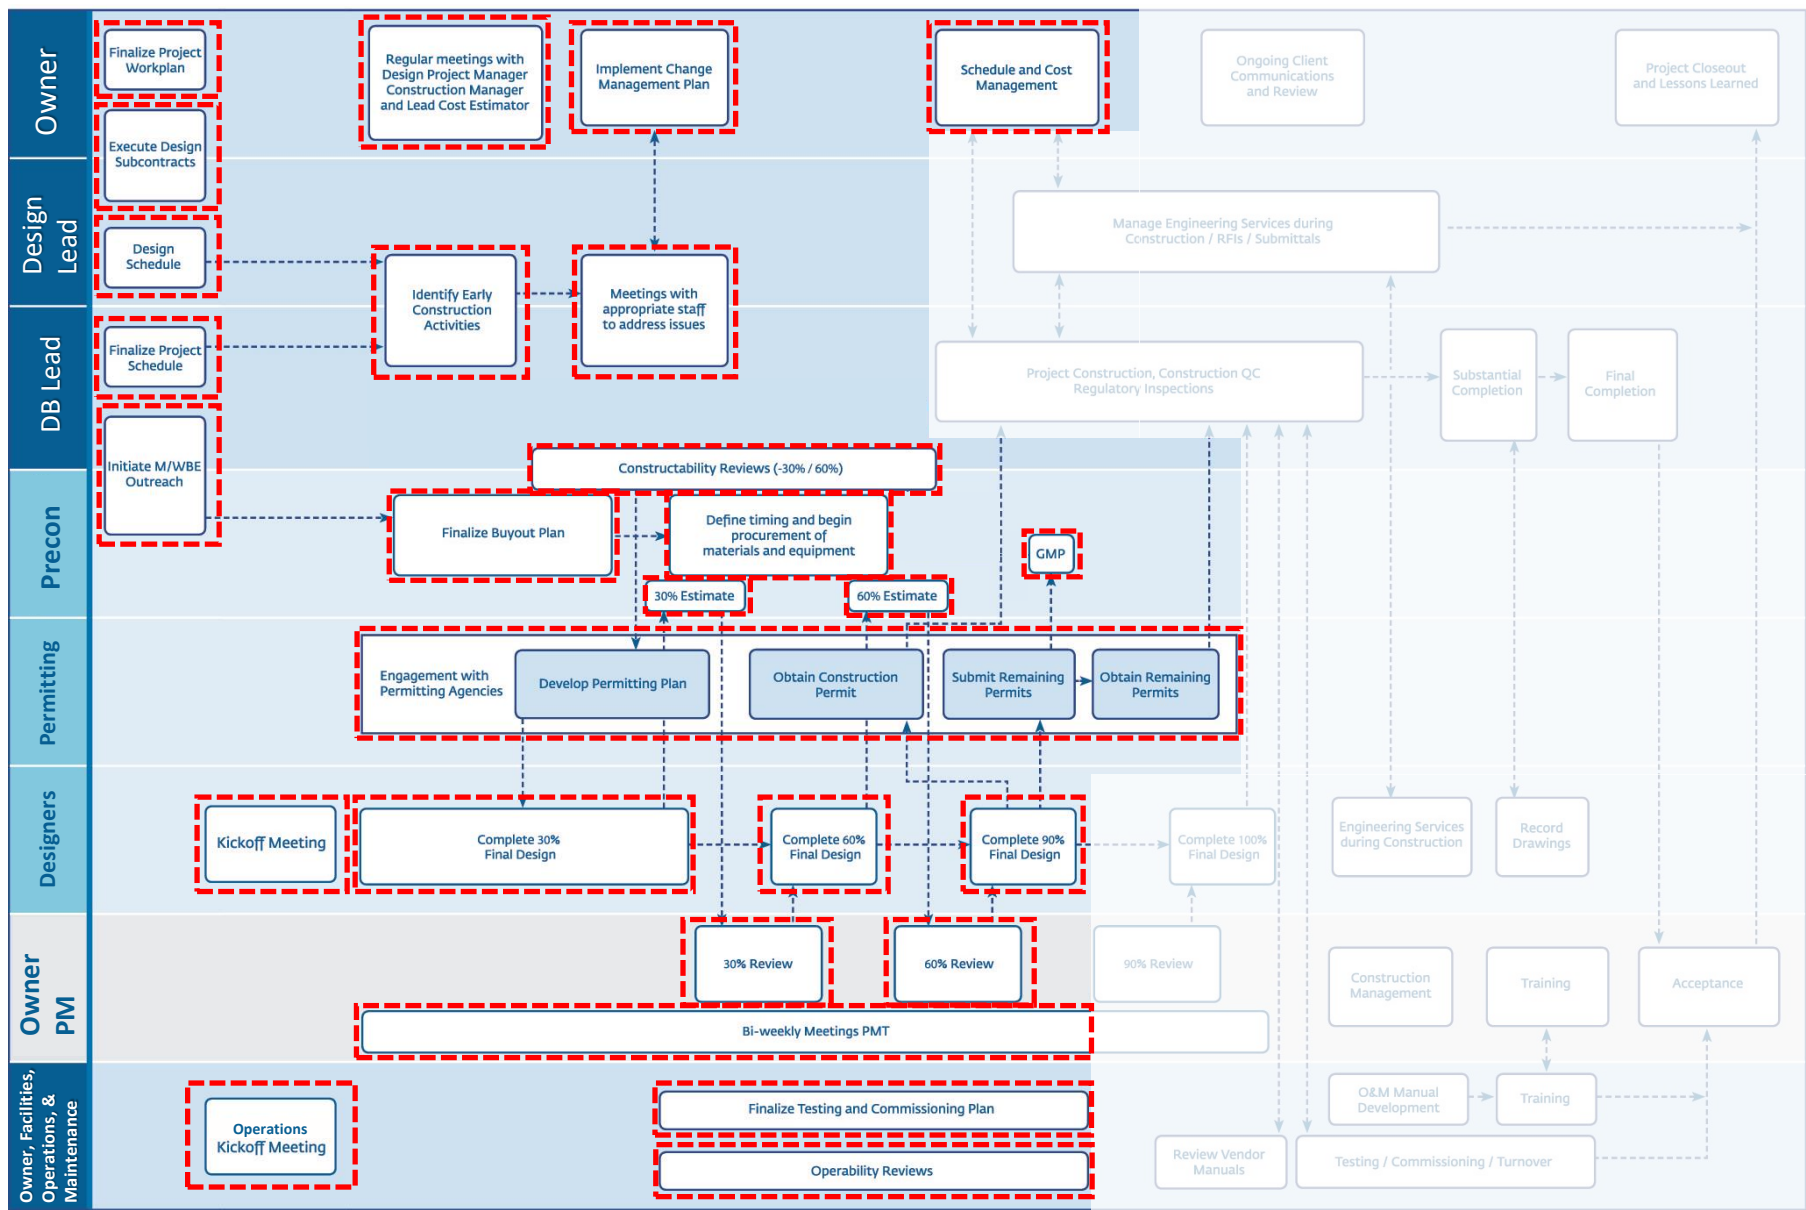 Owner
Finalize Project
Workplan
Execute Design
Subcontracts
Regular meetings with
Design Project Manager
Construction Manager
and Lead Cost Estimator
Implement Change
Management Plan
Schedule and Cost
Management
Ongoing Client
Communications
and Review
Project Closeout
and Lessons Learned
Design
Lead
Design
Schedule
Identify Early
Construction
Activities
Meetings with
appropriate staff
to address issues
Manage Engineering Services during
Construction / RFIs / Submittals
DB Lead
Finalize Project
Schedule
Initiate M/WBE
Outreach
Project Construction, Construction QC
Regulatory Inspections
Substantial
Completion
Final
Completion
Constructability Reviews (-30% / 60%)
Precon
Finalize Buyout Plan
Define timing and begin
procurement of
materials and equipment
GMP
30% Estimate
60% Estimate
Permitting
Engagement with
Permitting Agencies
Develop Permitting Plan
Obtain Construction
Permit
Submit Remaining
Permits
Obtain Remaining
Permits
Designers
Kickoff Meeting
Complete 30%
Final Design
Complete 60%
Final Design
Complete 90%
Final Design
Complete 100%
Final Design
Engineering Services
during Construction
Record
Drawings
Owner
PM
30% Review
60% Review
90% Review
Construction
Management
Training
Acceptance
Bi-weekly Meetings PMT
Owner, Facilities,
Operations, &
Maintenance
Operations
Kickoff Meeting
Finalize Testing and Commissioning Plan
Operability Reviews
O&M Manual
Development
Training
Review Vendor
Manuals
Testing / Commissioning / Turnover